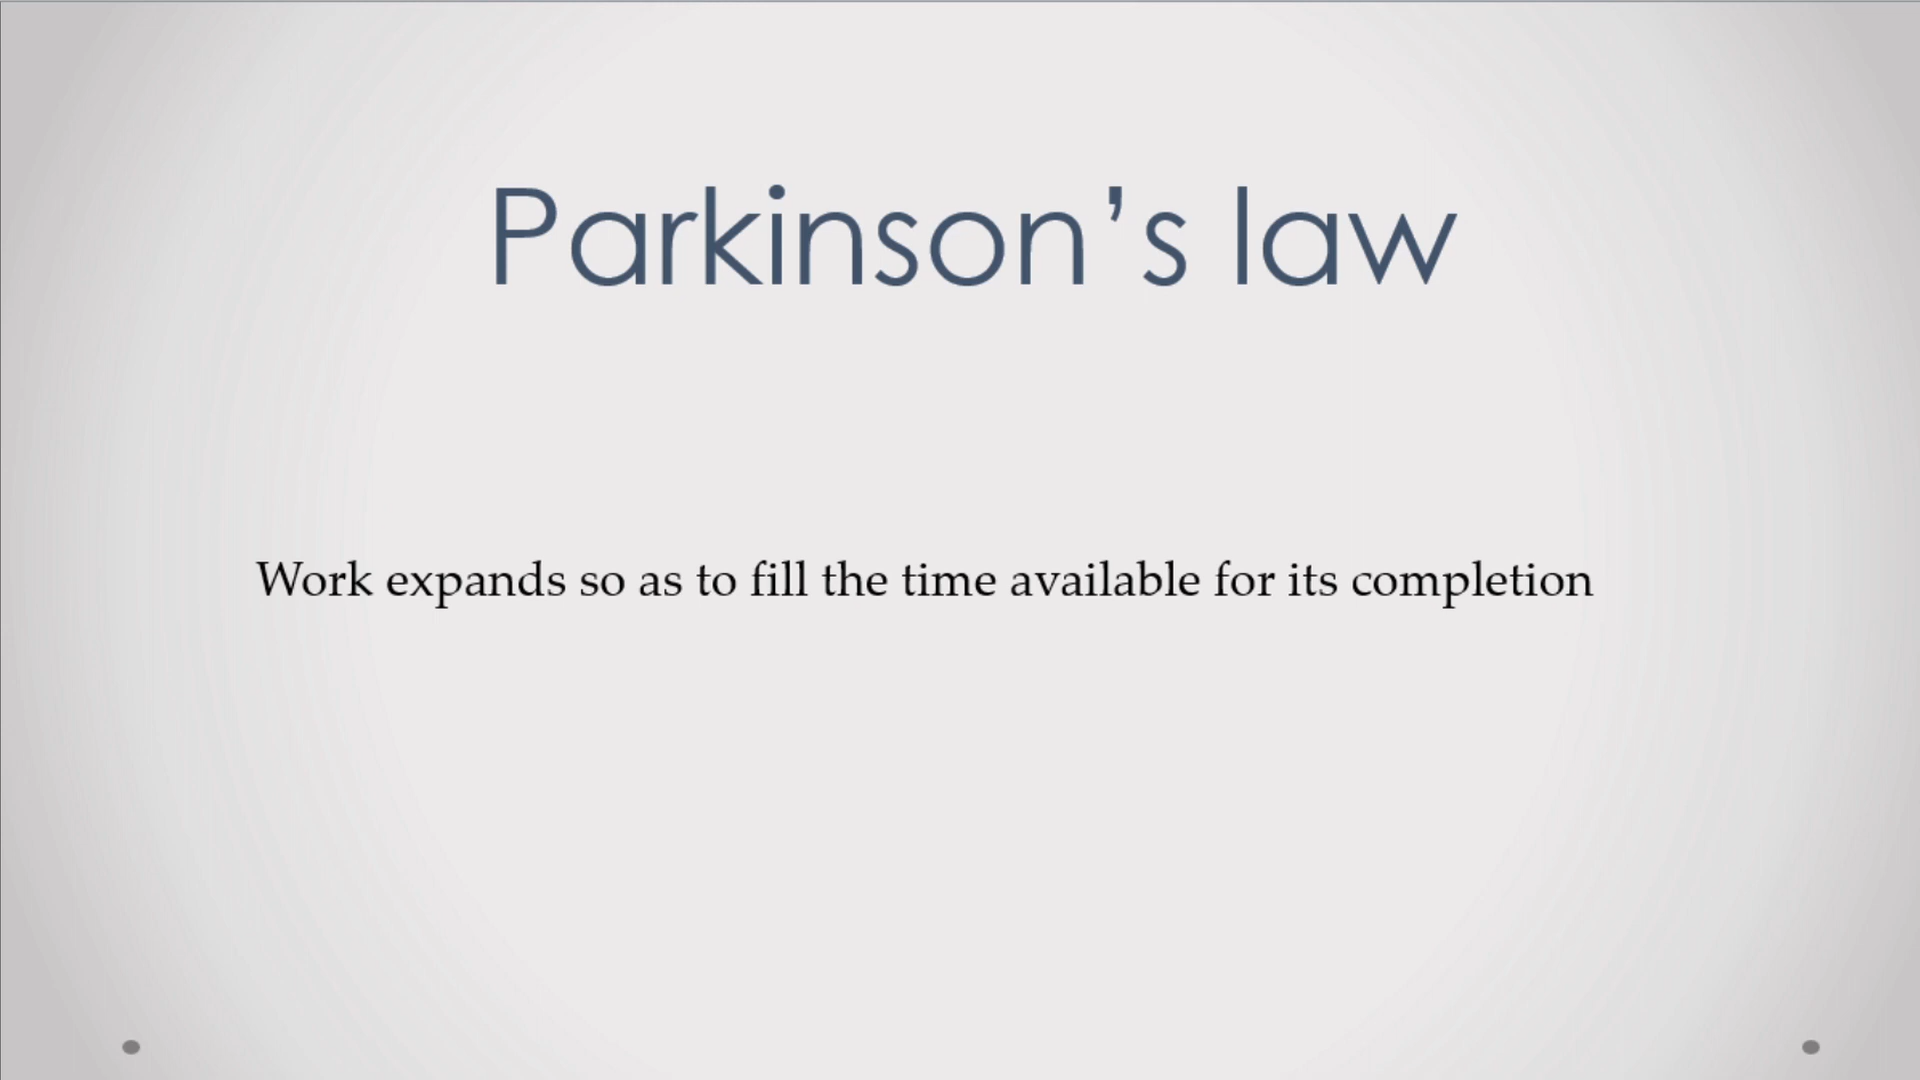 Parkinson’s law
Work expands so as to fill the time available for its completion